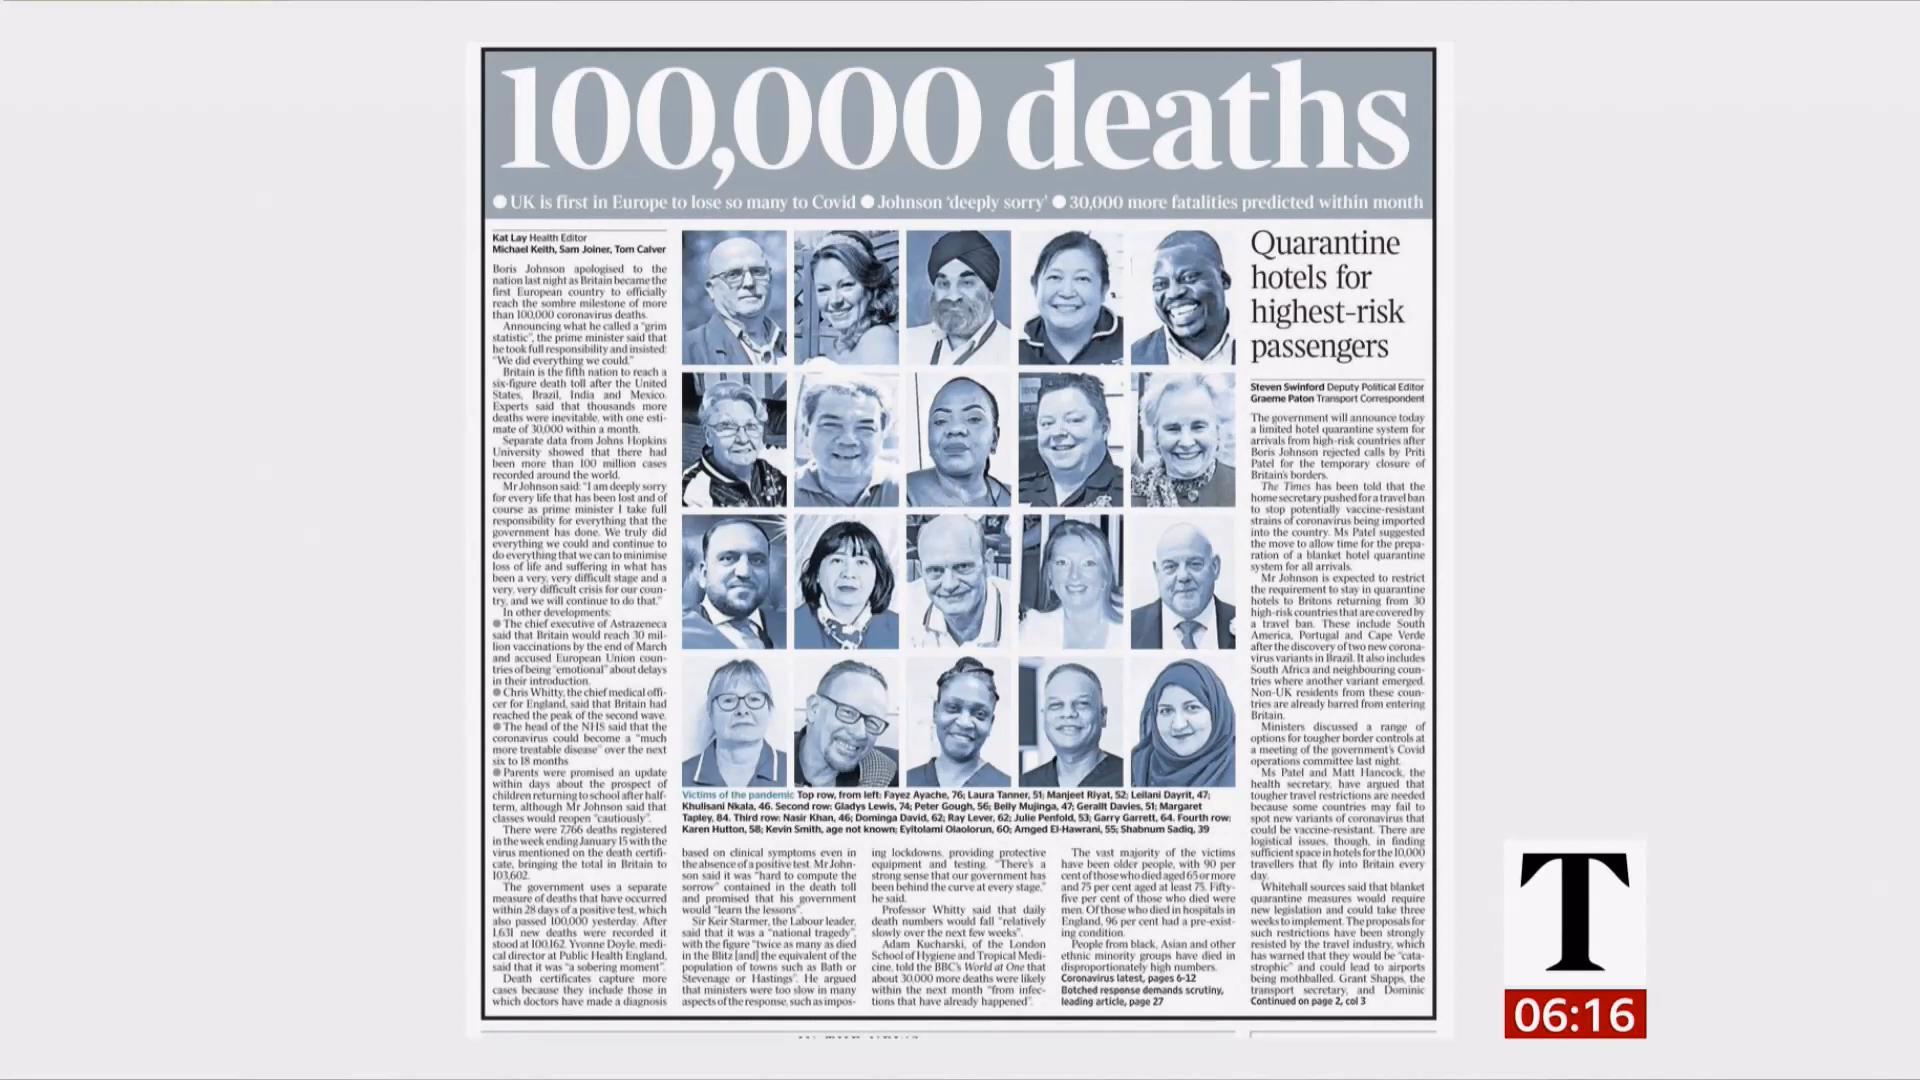 100,000 deaths
● UK is first in Europe to lose so many to Covid ● Johnson 'deeply sorry' ● 30,000 more fatalities predicted within month
Kat Lay Health Editor
Michael Keith, Sam Joiner, Tom Calver
Boris Johnson apologised to the
nation last night as Britain became the
first European country to officially
reach the sombre milestone of more
than 100,000 coronavirus deaths.
Announcing what he called a "grim
statistic", the prime minister said that
he took full responsibility and insisted:
"We did everything we could."
Britain is the fifth nation to reach a
six-figure death toll after the United
States, Brazil, India and Mexico.
Experts said that thousands more
deaths were inevitable, with one esti-
mate of 30,000 within a month.
Separate data from Johns Hopkins
University showed that there had
been more than 100 million cases
recorded around the world.
Mr Johnson said: "I am deeply sorry
for every life that has been lost and of
course as prime minister I take full
responsibility for everything that the
government has done. We truly did
everything we could and continue to
do everything that we can to minimise
loss of life and suffering in what has
been a very, very difficult stage and a
very, very difficult crisis for our coun-
try, and we will continue to do that."
In other developments:
● The chief executive of Astrazeneca
said that Britain would reach 30 mil-
lion vaccinations by the end of March
and accused European Union coun-
tries of being "emotional" about delays
in their introduction.
● Chris Whitty, the chief medical offi-
cer for England, said that Britain had
reached the peak of the second wave.
● The head of the NHS said that the
coronavirus could become a "much
more treatable disease" over the next
six to 18 months
● Parents were promised an update
within days about the prospect of
children returning to school after half-
term, although Mr Johnson said that
classes would reopen "cautiously".
There were 7,766 deaths registered
in the week ending January 15 with the
virus mentioned on the death certifi-
cate, bringing the total in Britain to
103,602.
The government uses a separate
measure of deaths that have occurred
within 28 days of a positive test, which
also passed 100,000 yesterday. After
1,631 new deaths were recorded it
stood at 100,162. Yvonne Doyle, medi-
cal director at Public Health England,
said that it was "a sobering moment".
Death certificates capture more
cases because they include those in
which doctors have made a diagnosis
Victims of the pandemic Top row, from left: Fayez Ayache, 76; Laura Tanner, 51; Manjeet Riyat, 52; Leilani Dayrit, 47;
Khulisani Nkala, 46. Second row: Gladys Lewis, 74; Peter Gough, 56; Belly Mujinga, 47; Gerallt Davies, 51; Margaret
Tapley, 84. Third row: Nasir Khan, 46; Dominga David, 62; Ray Lever, 62; Julie Penfold, 53; Garry Garrett, 64. Fourth row:
Karen Hutton, 58; Kevin Smith, age not known; Eyitolami Olaolorun, 60; Amged El-Hawrani, 55; Shabnum Sadiq, 39
based on clinical symptoms even in
the absence of a positive test. Mr John-
son said it was "hard to compute the
sorrow" contained in the death toll
and promised that his government
would "learn the lessons".
Sir Keir Starmer, the Labour leader,
said that it was a "national tragedy",
with the figure "twice as many as died
in the Blitz [and] the equivalent of the
population of towns such as Bath or
Stevenage or Hastings". He argued
that ministers were too slow in many
aspects of the response, such as impos-
ing lockdowns, providing protective
equipment and testing. "There's a
strong sense that our government has
been behind the curve at every stage,"
he said.
Professor Whitty said that daily
death numbers would fall "relatively
slowly over the next few weeks".
Adam Kucharski, of the London
School of Hygiene and Tropical Medi-
cine, told the BBC's World at One that
about 30,000 more deaths were likely
within the next month "from infec-
tions that have already happened".
The vast majority of the victims
have been older people, with 90 per
cent of those who died aged 65 or more
and 75 per cent aged at least 75. Fifty-
five per cent of those who died were
men. Of those who died in hospitals in
England, 96 per cent had a pre-exist-
ing condition.
People from black, Asian and other
ethnic minority groups have died in
disproportionately high numbers.
Coronavirus latest, pages 6-12
Botched response demands scrutiny,
leading article, page 27
Quarantine
hotels for
highest-risk
passengers
Steven Swinford Deputy Political Editor
Graeme Paton Transport Correspondent
The government will announce today
a limited hotel quarantine system for
arrivals from high-risk countries after
Boris Johnson rejected calls by Priti
Patel for the temporary closure of
Britain's borders.
The Times has been told that the
home secretary pushed for a travel ban
to stop potentially vaccine-resistant
strains of coronavirus being imported
into the country. Ms Patel suggested
the move to allow time for the prepa-
ration of a blanket hotel quarantine
system for all arrivals.
Mr Johnson is expected to restrict
the requirement to stay in quarantine
hotels to Britons returning from 30
high-risk countries that are covered by
a travel ban. These include South
America, Portugal and Cape Verde
after the discovery of two new corona-
virus variants in Brazil. It also includes
South Africa and neighbouring coun-
tries where another variant emerged.
Non-UK residents from these coun-
tries are already barred from entering
Britain.
Ministers discussed a range of
options for tougher border controls at
a meeting of the government's Covid
operations committee last night.
Ms Patel and Matt Hancock, the
health secretary, have argued that
tougher travel restrictions are needed
because some countries may fail to
spot new variants of coronavirus that
could be vaccine-resistant. There are
logistical issues, though, in finding
sufficient space in hotels for the 10,000
travellers that fly into Britain every
day.
Whitehall sources said that blanket
quarantine measures would require
new legislation and could take three
weeks to implement. The proposals for
such restrictions have been strongly
resisted by the travel industry, which
has warned that they would be "cata-
strophic" and could lead to airports
being mothballed. Grant Shapps, the
transport secretary, and Dominic
Continued on page 2, col 3
T
06:16